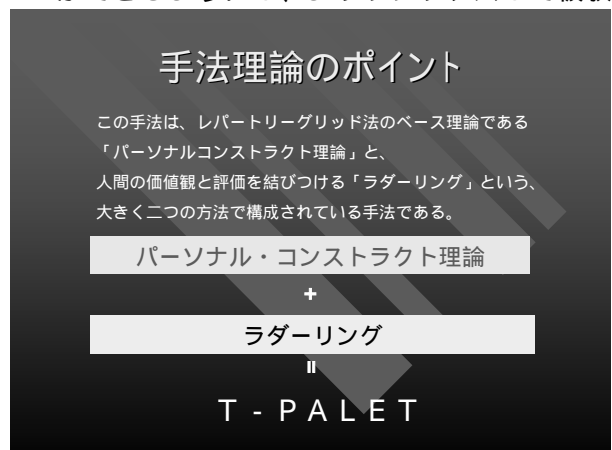 手法理論のポイント
この手法は、レパートリーグリッド法のベース理論である
「パーソナルコンストラクト理論」と、
人間の価値観と評価を結びつける「ラダーリング」という、
大きく二つの方法で構成されている手法である。
パーソナル・コンストラクト理論
+
ラダーリング
=
T-PALET